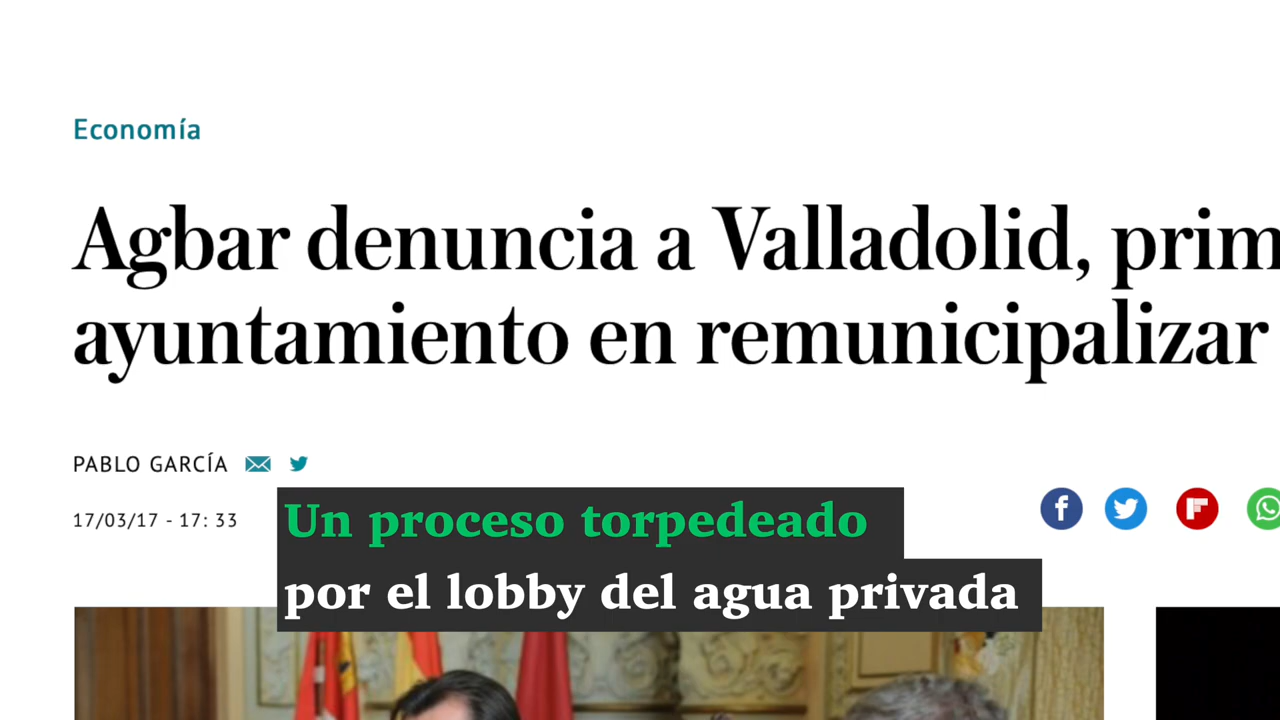 Economía
Agbar denuncia a Valladolid, prim
ayuntamiento en remunicipalizar
PABLO GARCÍA
17/03/17 - 17: 33
Un proceso torpedeado
por el lobby del agua privada